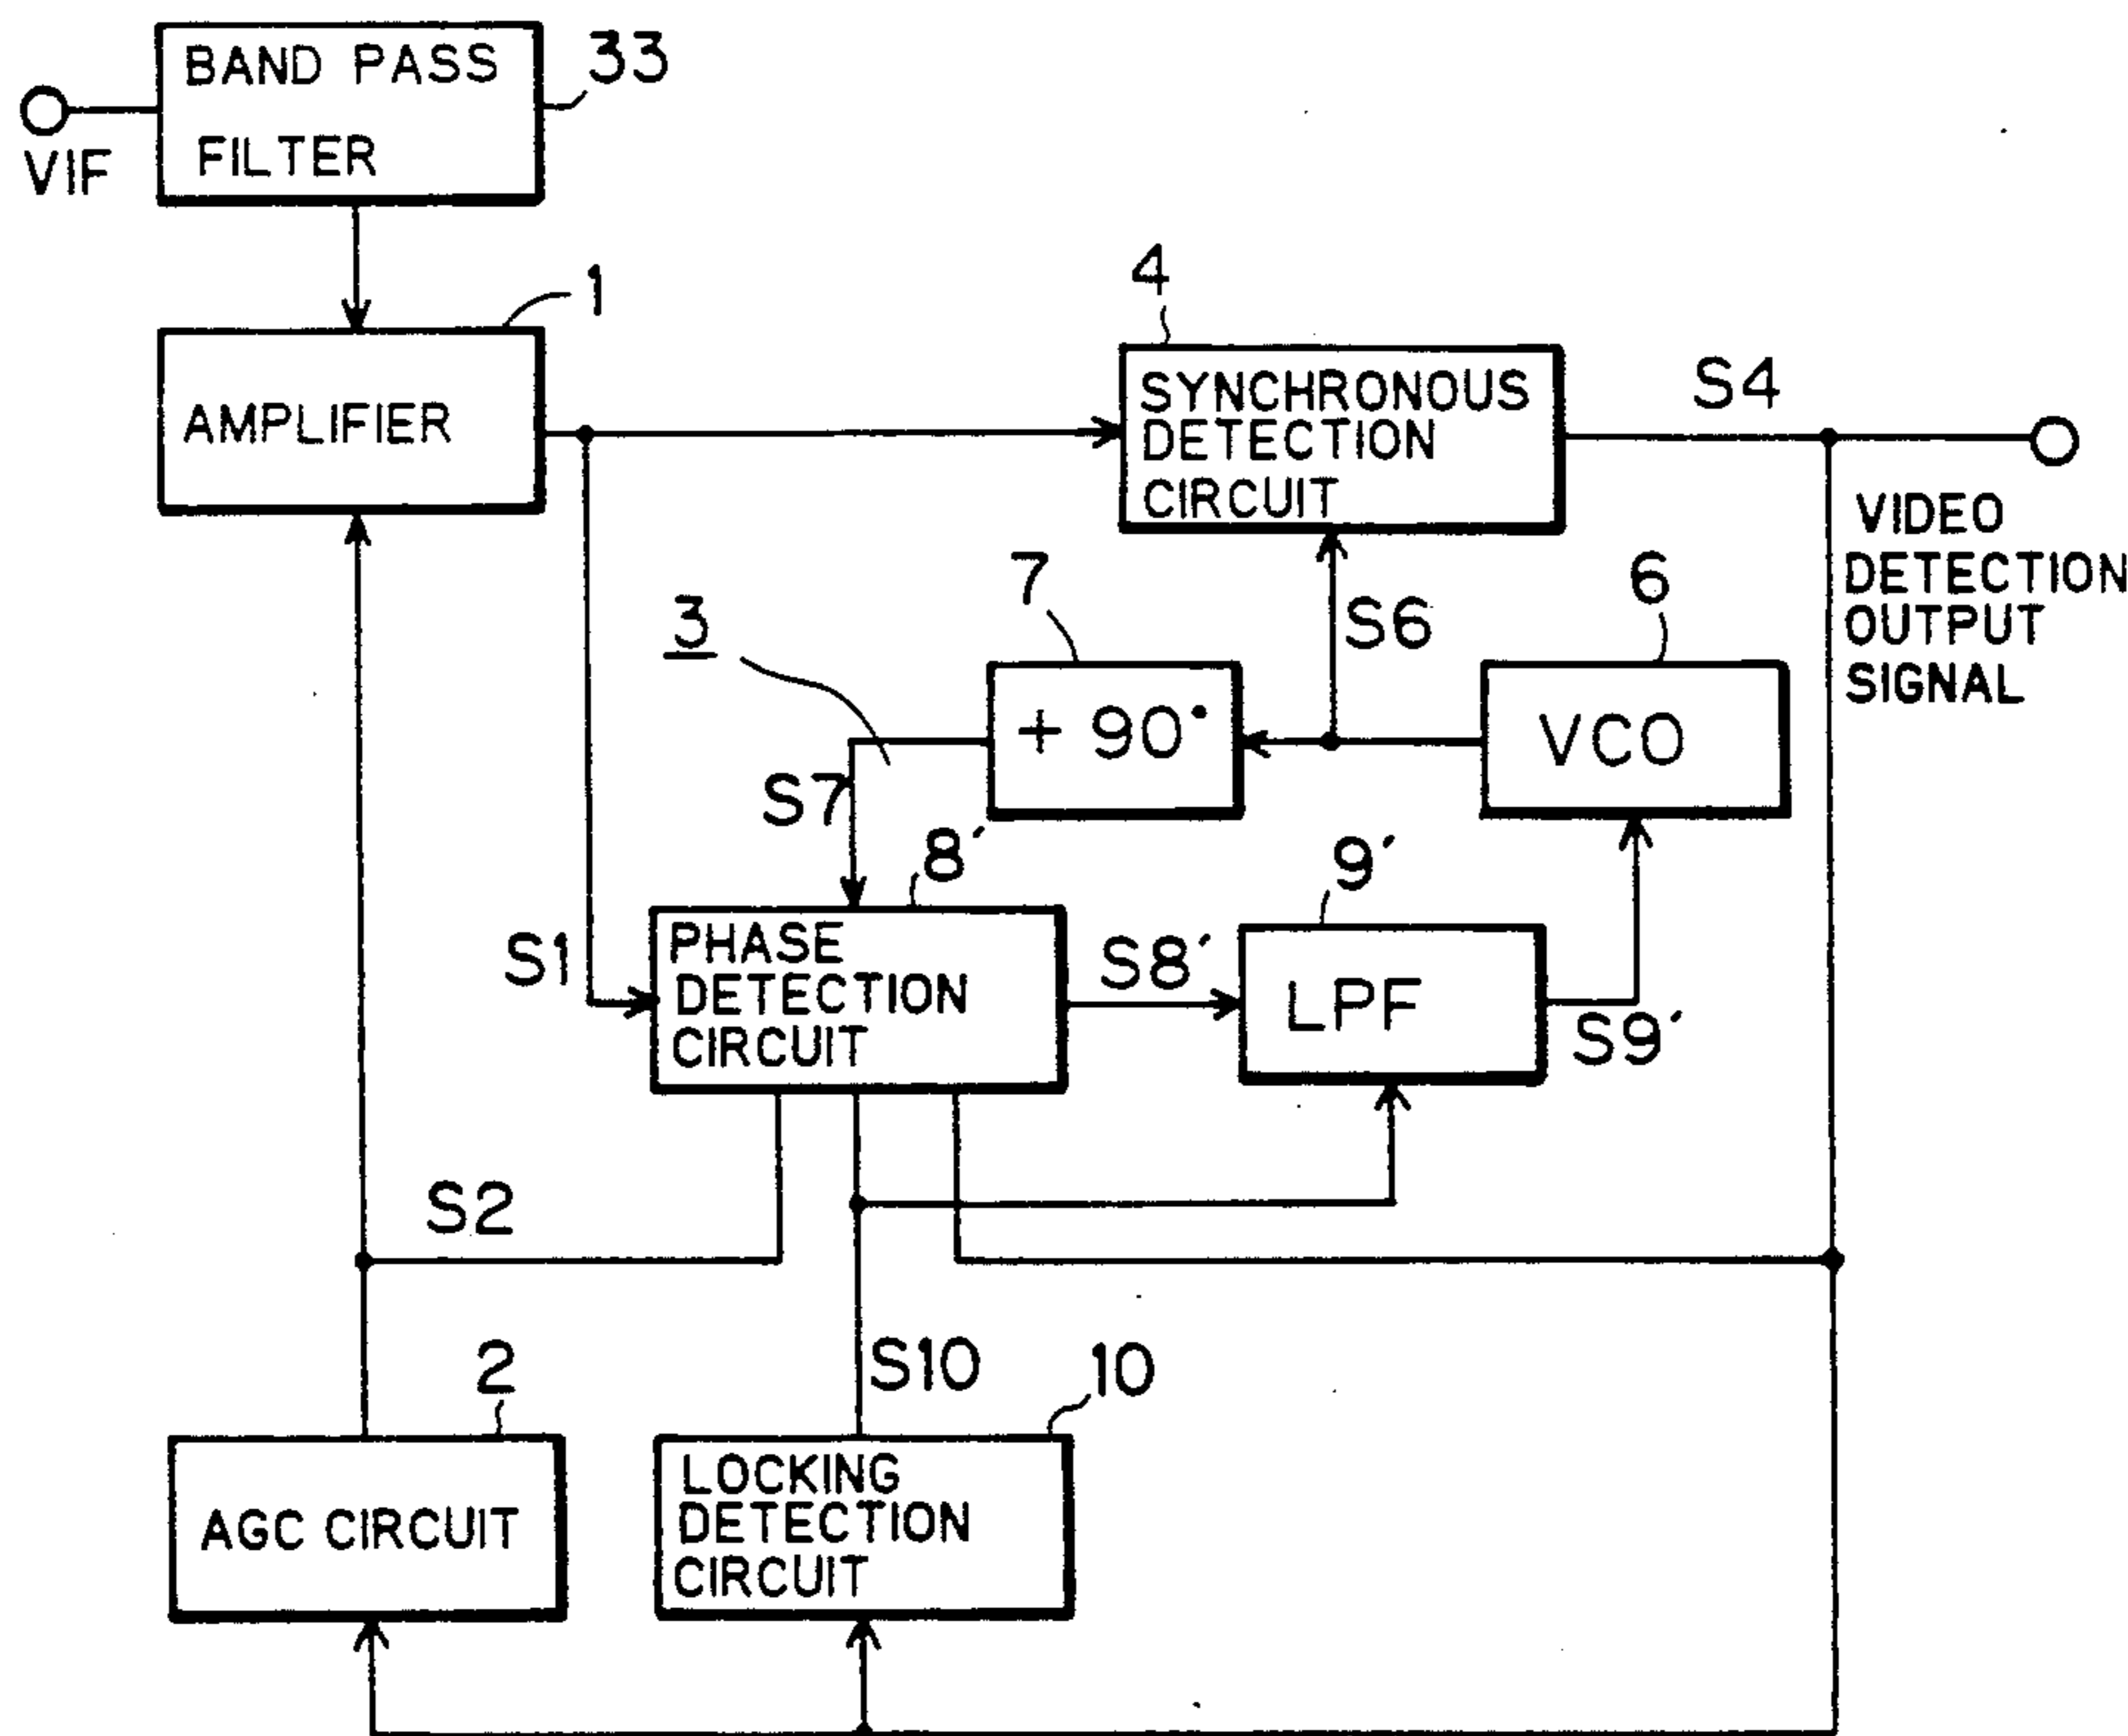 BAND PASS
FILTER
33
VIF
1
AMPLIFIER
4
SYNCHRONOUS
DETECTION
CIRCUIT
S4
VIDEO
DETECTION
OUTPUT
SIGNAL
3
7
+ 90°
S6
6
VCO
S7
8′
S1
PHASE
DETECTION
CIRCUIT
S8′
9′
LPF
S9′
S2
S10
2
AGC CIRCUIT
10
LOCKING
DETECTION
CIRCUIT